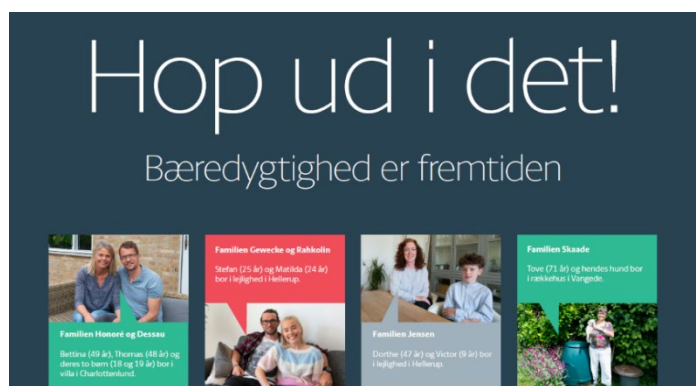 Hop ud i det!
Bæredygtighed er fremtiden
Familien Honoré og Dessau
Bettina (49 år), Thomas (48 år) og
deres to børn (18 og 19 år) bor i
villa i Charlottenlund.
Familien Gewecke og Rahkolin
Stefan (25 år) og Matilda (24 år)
bor i lejlighed i Hellerup.
Familien Jensen
Dorthe (47 år) og Victor (9 år) bor
i lejlighed i Hellerup.
Familien Skaade
Tove (71 år) og hendes hund bor
i rækkehus i Vangede.